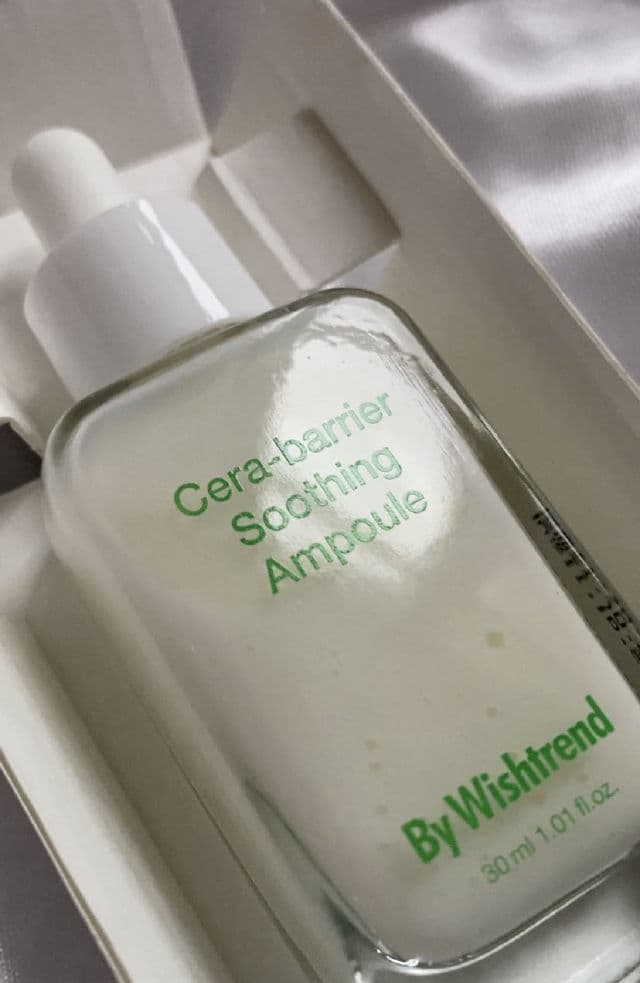 Cera-barrier
Soothing
Ampoule
By Wishtrend
30 ml 1.01 fl.oz.